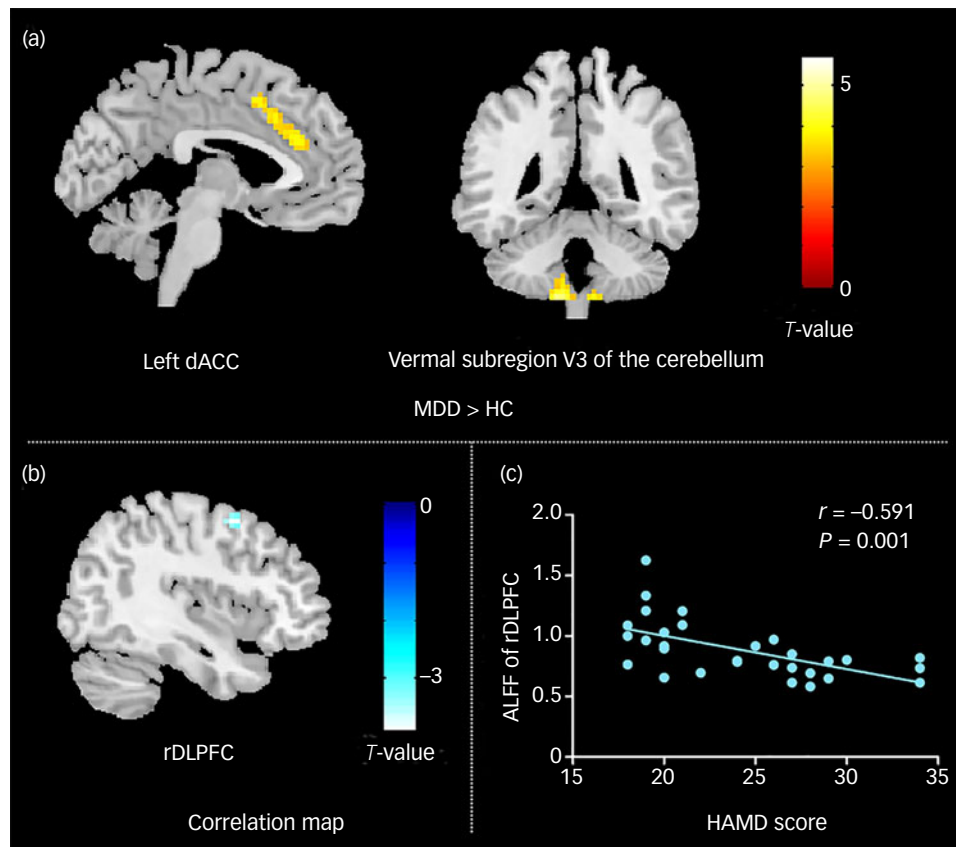 (a)
5
0
T-value
Left dACC
Vermal subregion V3 of the cerebellum
MDD > HC
(b)
0
–3
T-value
rDLPFC
Correlation map
(c)
r = –0.591
P = 0.001
2.0
1.5
1.0
0.5
0
ALFF of rDLPFC
15 20 25 30 35
HAMD score